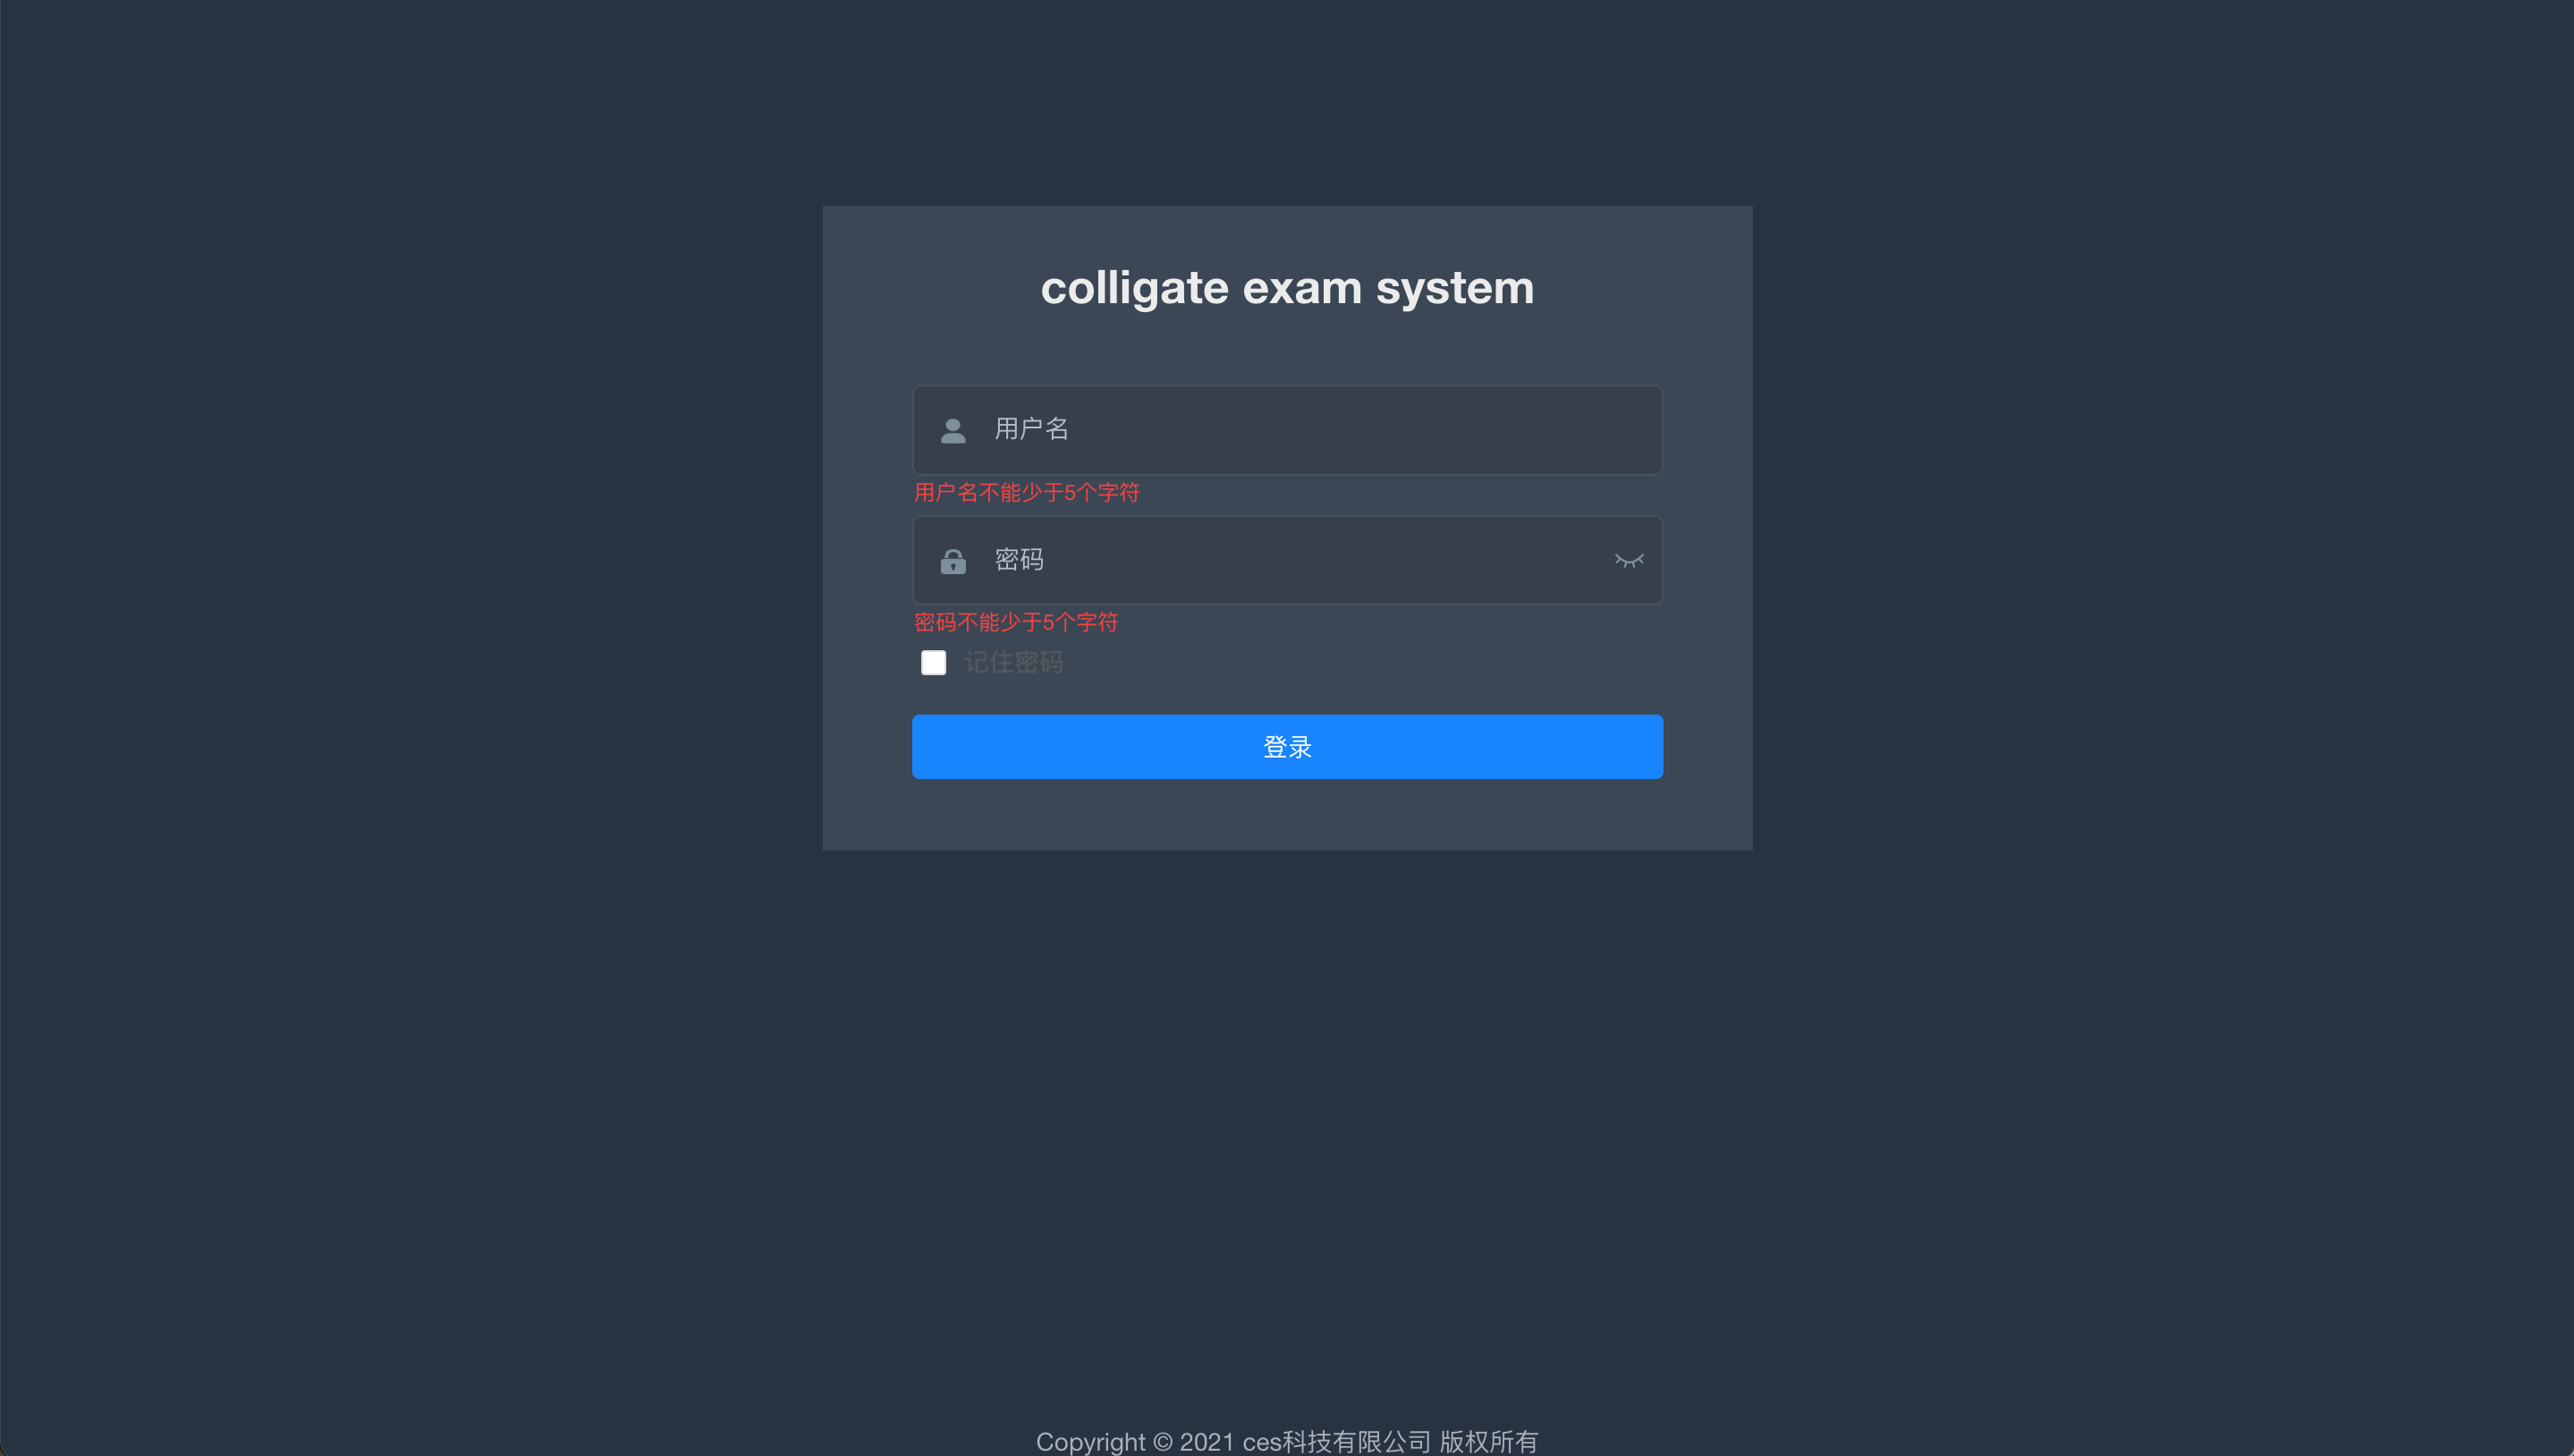 colligate exam system
用户名
用户名不能少于5个字符
密码
密码不能少于5个字符
记住密码
登录
Copyright © 2021 ces科技有限公司 版权所有